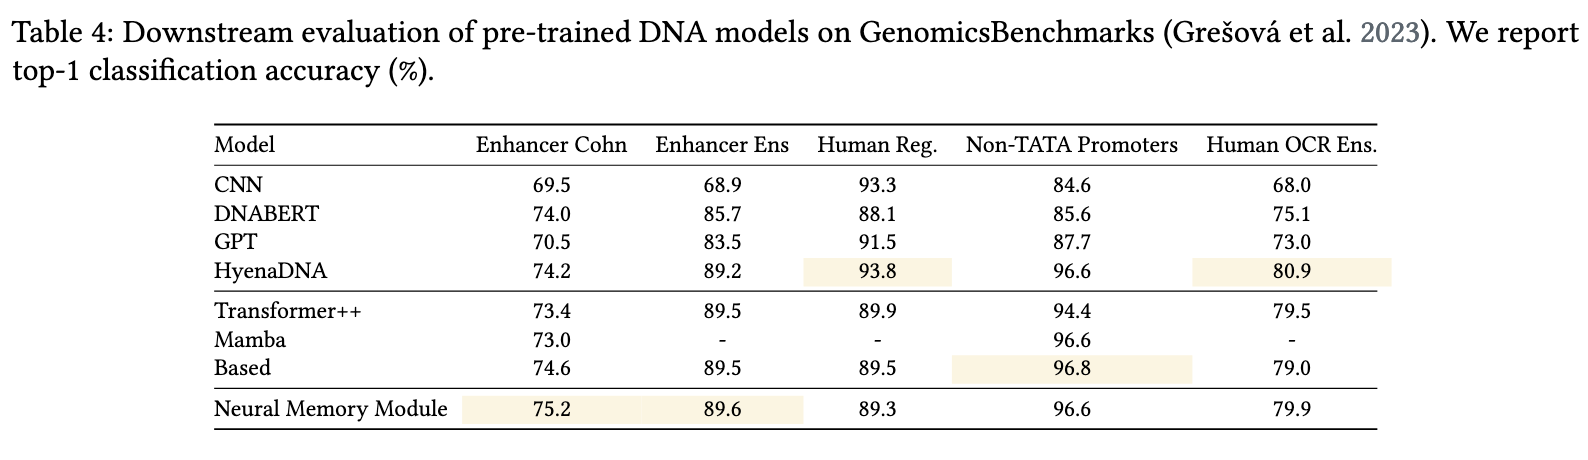 Table 4: Downstream evaluation of pre-trained DNA models on GenomicsBenchmarks (Grešová et al. 2023). We report
top-1 classification accuracy (%).
Model Enhancer Cohn Enhancer Ens Human Reg. Non-TATA Promoters Human OCR Ens.
CNN 69.5 68.9 93.3 84.6 68.0
DNABERT 74.0 85.7 88.1 85.6 75.1
GPT 70.5 83.5 91.5 87.7 73.0
HyenaDNA 74.2 89.2 93.8 96.6 80.9
Transformer++ 73.4 89.5 89.9 94.4 79.5
Mamba 73.0 - - 96.6 -
Based 74.6 89.5 89.5 96.8 79.0
Neural Memory Module 75.2 89.6 89.3 96.6 79.9